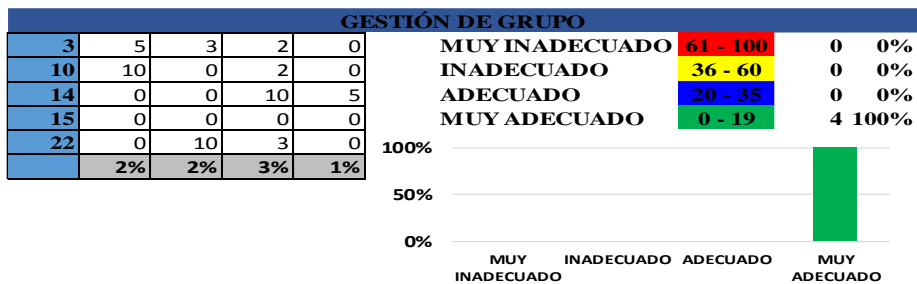 GESTIÓN DE GRUPO
3 5 3 2 0
10 10 0 2 0
14 0 0 10 5
15 0 0 0 0
22 0 10 3 0
2% 2% 3% 1%
MUY INADECUADO 61 - 100 0 0%
INADECUADO 36 - 60 0 0%
ADECUADO 20 - 35 0 0%
MUY ADECUADO 0 - 19 4 100%
100%
50%
0%
MUY INADECUADO
INADECUADO
ADECUADO
MUY ADECUADO